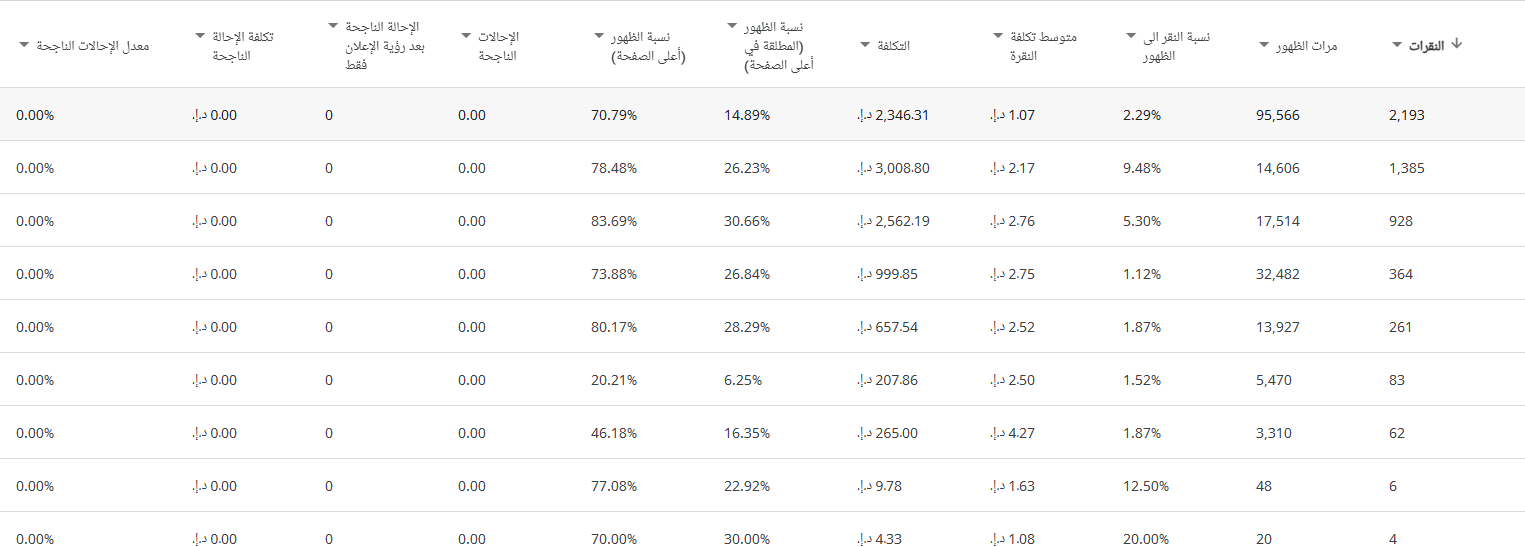 النقرات
مرات الظهور
نسبة النقر الى
الظهور
متوسط تكلفة
النقرة
التكلفة
نسبة الظهور
(المطلقة في
أعلى الصفحة)
نسبة الظهور
(أعلى الصفحة)
الإحالات
الناجحة
الإحالة الناجحة
بعد رؤية الإعلان
فقط
تكلفة الإحالة
الناجحة
معدل الإحالات الناجحة
2,193 95,566 2.29% 1.07 د.إ. 2,346.31 د.إ. 14.89% 70.79% 0.00 0 0.00 د.إ. 0.00%
1,385 14,606 9.48% 2.17 د.إ. 3,008.80 د.إ. 26.23% 78.48% 0.00 0 0.00 د.إ. 0.00%
928 17,514 5.30% 2.76 د.إ. 2,562.19 د.إ. 30.66% 83.69% 0.00 0 0.00 د.إ. 0.00%
364 32,482 1.12% 2.75 د.إ. 999.85 د.إ. 26.84% 73.88% 0.00 0 0.00 د.إ. 0.00%
261 13,927 1.87% 2.52 د.إ. 657.54 د.إ. 28.29% 80.17% 0.00 0 0.00 د.إ. 0.00%
83 5,470 1.52% 2.50 د.إ. 207.86 د.إ. 6.25% 20.21% 0.00 0 0.00 د.إ. 0.00%
62 3,310 1.87% 4.27 د.إ. 265.00 د.إ. 16.35% 46.18% 0.00 0 0.00 د.إ. 0.00%
6 48 12.50% 1.63 د.إ. 9.78 د.إ. 22.92% 77.08% 0.00 0 0.00 د.إ. 0.00%
4 20 20.00% 1.08 د.إ. 4.33 د.إ. 30.00% 70.00% 0.00 0 0.00 د.إ. 0.00%